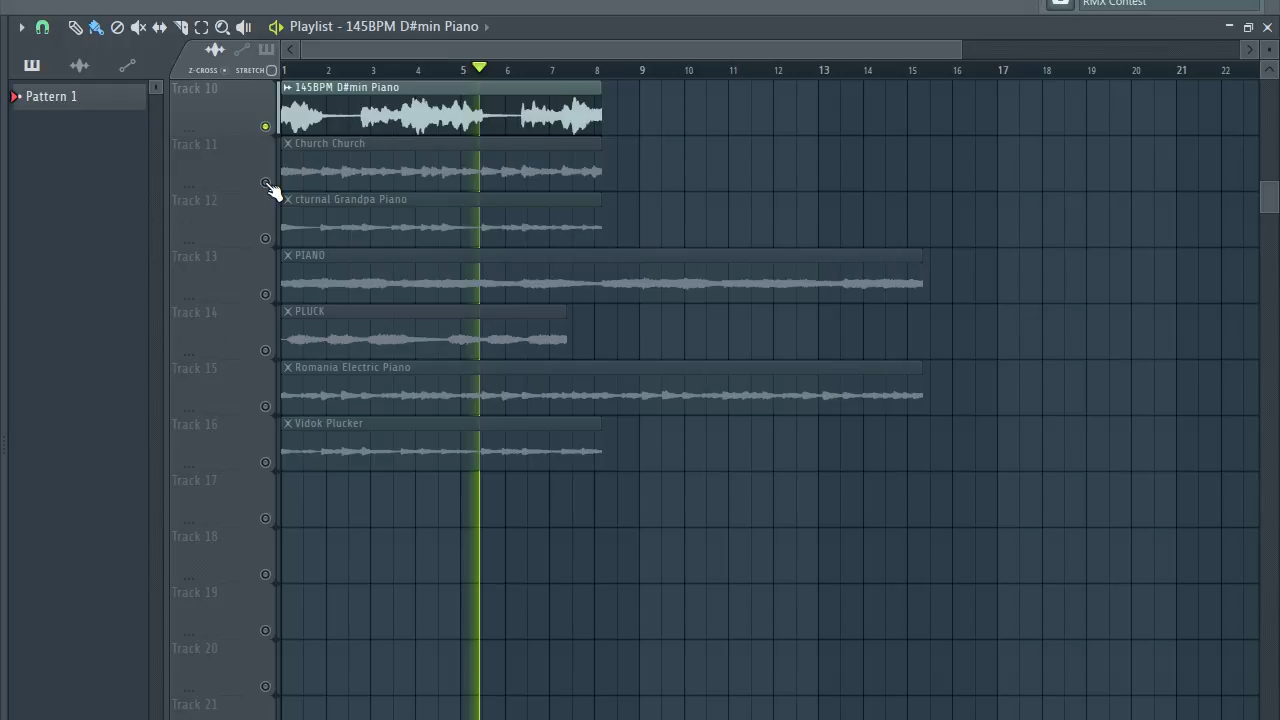 RMX Contest
Playlist - 145BPM D#min Piano
Z-CROSS STRETCH
1 2 3 4 5 6 7 8 9 10 11 12 13 14 15 16 17 18 19 20 21 22
Pattern 1
Track 10
145BPM D#min Piano
Track 11
Church Church
Track 12
cturnal Grandpa Piano
Track 13
PIANO
Track 14
PLUCK
Track 15
Romania Electric Piano
Track 16
Vidok Plucker
Track 17
Track 18
Track 19
Track 20
Track 21